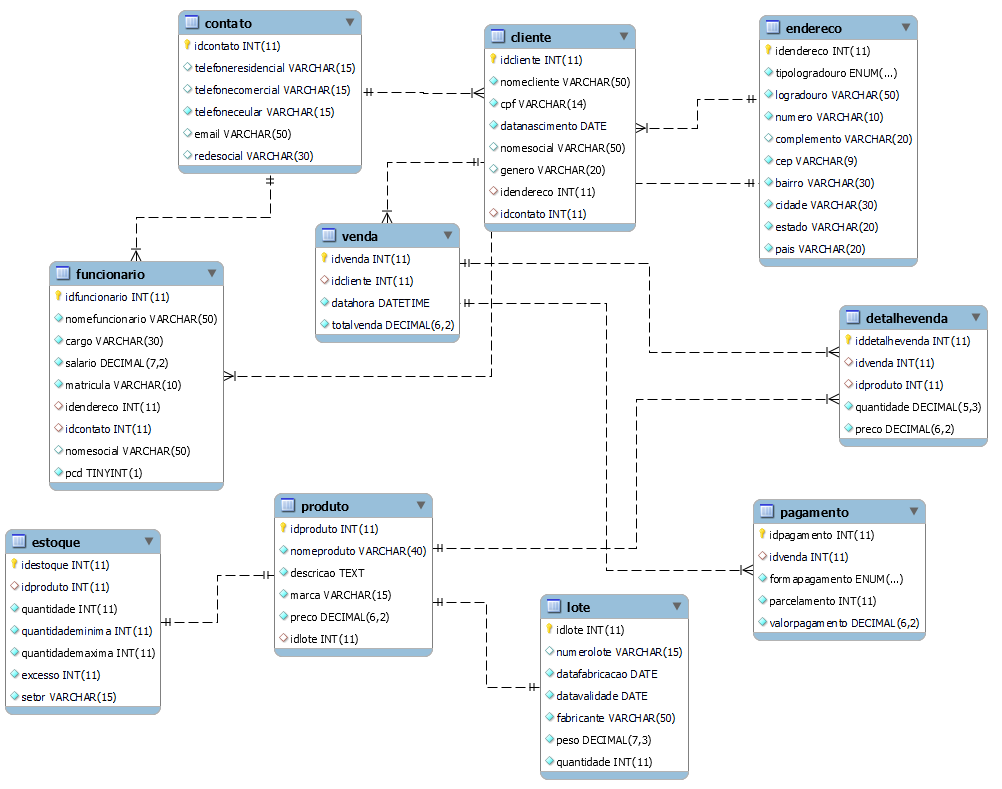 contato
idcontato INT(11)
telefoneresidencial VARCHAR(15)
telefonecomercial VARCHAR(15)
telefoneceular VARCHAR(15)
email VARCHAR(50)
redesocial VARCHAR(30)
cliente
idcliente INT(11)
nomecliente VARCHAR(50)
cpf VARCHAR(14)
datanascimento DATE
nomesocial VARCHAR(50)
genero VARCHAR(20)
idendereco INT(11)
idcontato INT(11)
endereco
idendereco INT(11)
tipologradouro ENUM(...)
logradouro VARCHAR(50)
numero VARCHAR(10)
complemento VARCHAR(20)
cep VARCHAR(9)
bairro VARCHAR(30)
cidade VARCHAR(30)
estado VARCHAR(20)
pais VARCHAR(20)
venda
idvenda INT(11)
idcliente INT(11)
datahora DATETIME
totalvenda DECIMAL(6,2)
funcionario
idfuncionario INT(11)
nomefuncionario VARCHAR(50)
cargo VARCHAR(30)
salario DECIMAL(7,2)
matricula VARCHAR(10)
idendereco INT(11)
idcontato INT(11)
nomesocial VARCHAR(50)
pcd TINYINT(1)
detalhevenda
iddetalhevenda INT(11)
idvenda INT(11)
idproduto INT(11)
quantidade DECIMAL(5,3)
preco DECIMAL(6,2)
produto
idproduto INT(11)
nomeproduto VARCHAR(40)
descricao TEXT
marca VARCHAR(15)
preco DECIMAL(6,2)
idlote INT(11)
pagamento
idpagamento INT(11)
idvenda INT(11)
formapagamento ENUM(...)
parcelamento INT(11)
valorpagamento DECIMAL(6,2)
estoque
idestoque INT(11)
idproduto INT(11)
quantidade INT(11)
quantidademinima INT(11)
quantidademaxima INT(11)
excesso INT(11)
setor VARCHAR(15)
lote
idlote INT(11)
numerolote VARCHAR(15)
datafabricacao DATE
datavalidade DATE
fabricante VARCHAR(50)
peso DECIMAL(7,3)
quantidade INT(11)